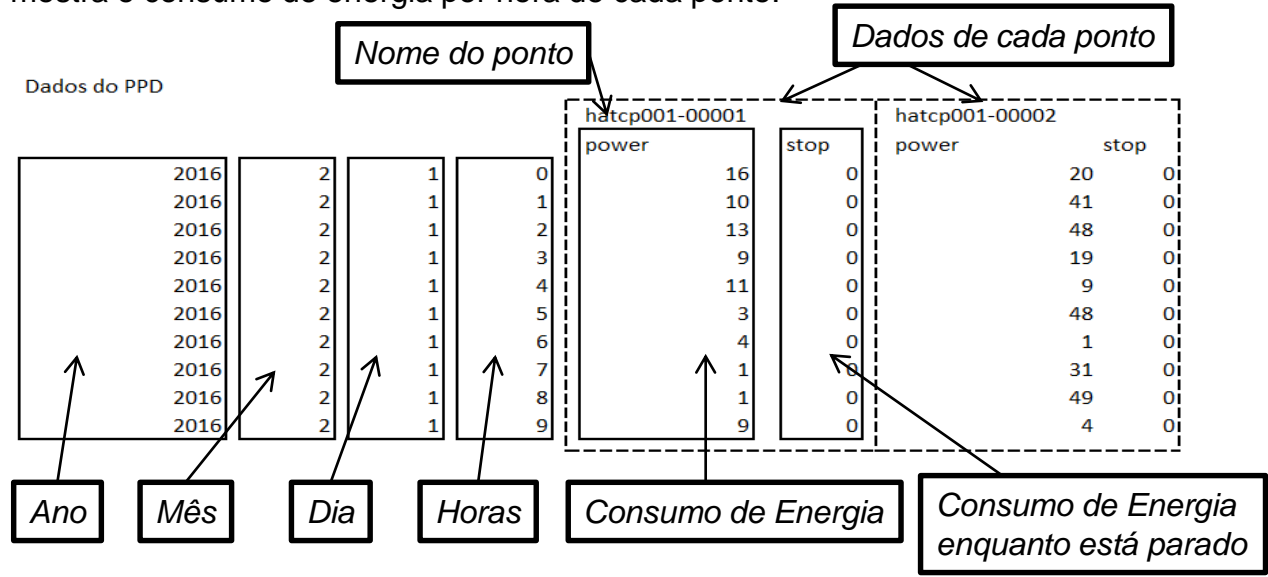 mostra o consumo de energia por hora de cada ponto.
Nome do ponto
Dados de cada ponto
Dados do PPD
hatcp001-00001 hatcp001-00002
power stop power stop
2016 2 1 0 16 0 20 0
2016 2 1 1 10 0 41 0
2016 2 1 2 13 0 48 0
2016 2 1 3 9 0 19 0
2016 2 1 4 11 0 9 0
2016 2 1 5 3 0 48 0
2016 2 1 6 4 0 1 0
2016 2 1 7 1 0 31 0
2016 2 1 8 1 0 49 0
2016 2 1 9 9 0 4 0
Ano
Mês
Dia
Horas
Consumo de Energia
Consumo de Energia
enquanto está parado